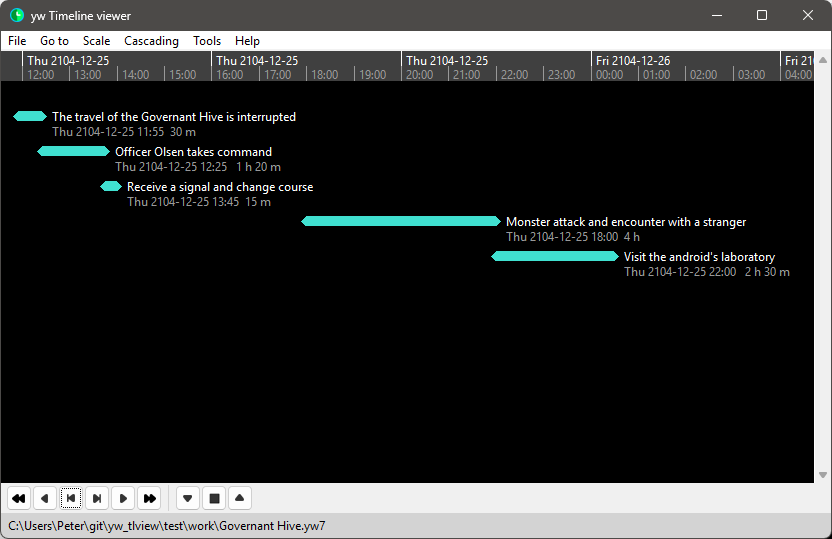 yw Timeline viewer
File Go to Scale Cascading Tools Help
Thu 2104-12-25 Thu 2104-12-25 Thu 2104-12-25 Fri 2104-12-26 Fri 210
12:00 13:00 14:00 15:00 16:00 17:00 18:00 19:00 20:00 21:00 22:00 23:00 00:00 01:00 02:00 03:00 04:00
The travel of the Governant Hive is interrupted
Thu 2104-12-25 11:55 30 m
Officer Olsen takes command
Thu 2104-12-25 12:25 1 h 20 m
Receive a signal and change course
Thu 2104-12-25 13:45 15 m
Monster attack and encounter with a stranger
Thu 2104-12-25 18:00 4 h
Visit the android's laboratory
Thu 2104-12-25 22:00 2 h 30 m
C:\Users\Peter\git\yw_tlview\test\work\Governant Hive.yw7